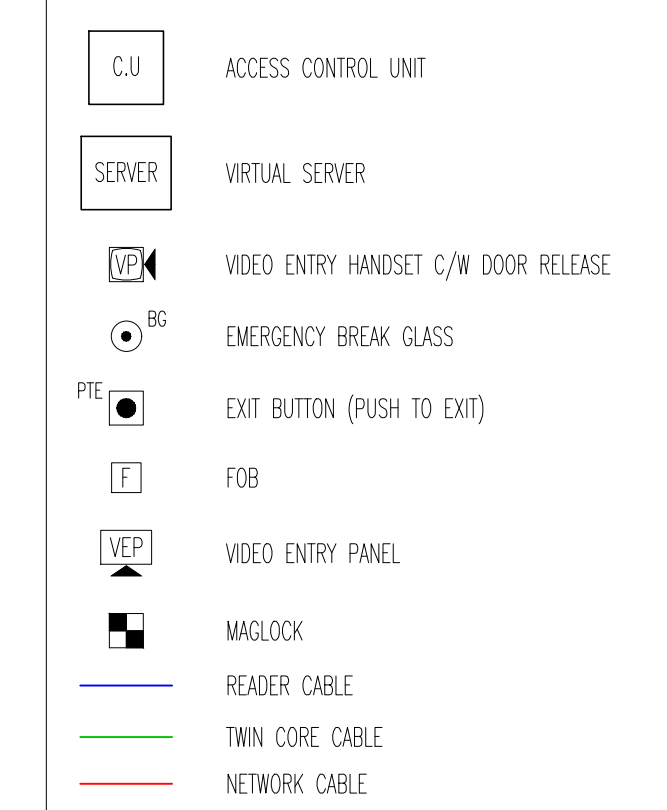 C.U ACCESS CONTROL UNIT
SERVER VIRTUAL SERVER
VP VIDEO ENTRY HANDSET C/W DOOR RELEASE
BG EMERGENCY BREAK GLASS
PTE EXIT BUTTON (PUSH TO EXIT)
F FOB
VEP VIDEO ENTRY PANEL
MAGLOCK
READER CABLE
TWIN CORE CABLE
NETWORK CABLE